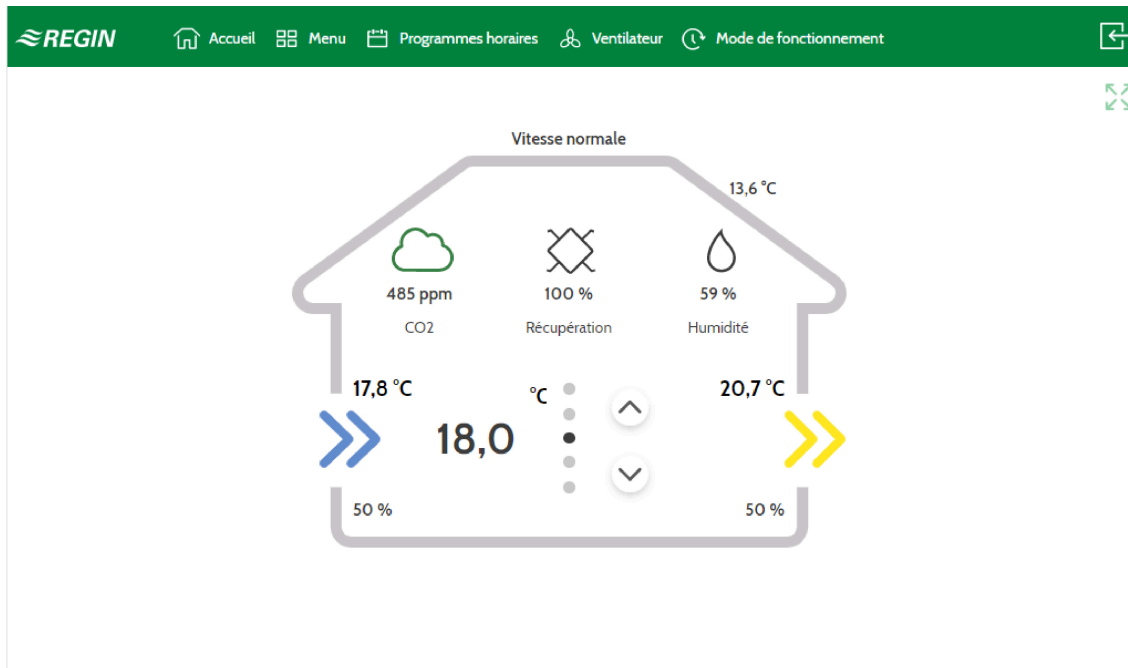 REGIN Accueil Menu Programmes horaires Ventilateur Mode de fonctionnement
Vitesse normale
13,6 °C
485 ppm 100 % 59 %
CO2 Récupération Humidité
17,8 °C °C 20,7 °C
18,0
50 % 50 %